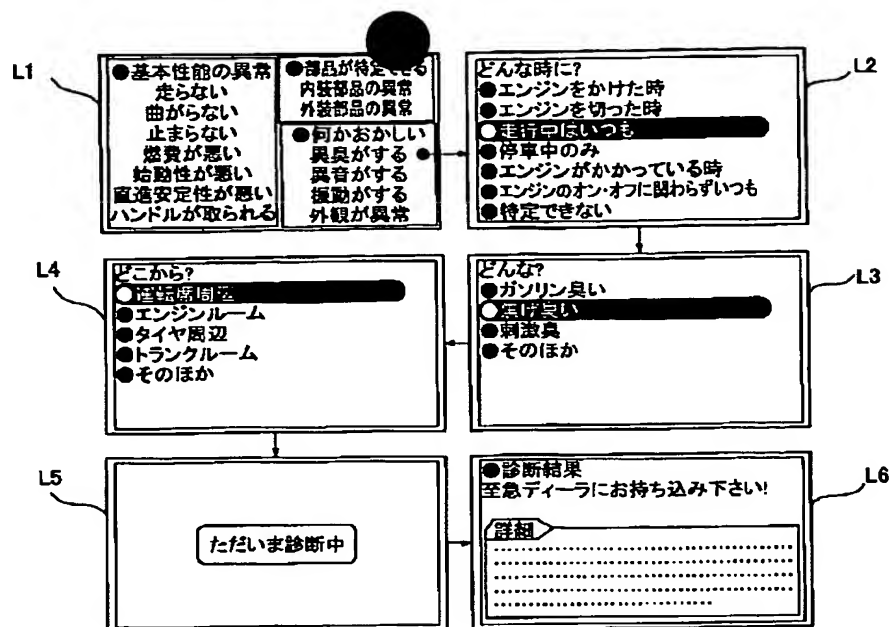 L1
●基本性能の異常
走らない
曲がらない
止まらない
燃費が悪い
始動性が悪い
直進安定性が悪い
ハンドルが取られる
●部品が特定できる
内装部品の異常
外装部品の異常
●何かおかしい
異臭がする
異音がする
振動がする
外観が異常
L2
どんな時に?
●エンジンをかけた時
●エンジンを切った時
○走行中はいつも
●停車中のみ
●エンジンがかかっている時
●エンジンのオン・オフに関わらずいつも
●特定できない
L3
どんな?
●ガソリン臭い
○焦げ臭い
●刺激臭
●そのほか
L4
どこから?
○運転席周辺
●エンジンルーム
●タイヤ周辺
●トランクルーム
●そのほか
L5
ただいま診断中
L6
●診断結果
至急ディーラにお持ち込み下さい!
詳細